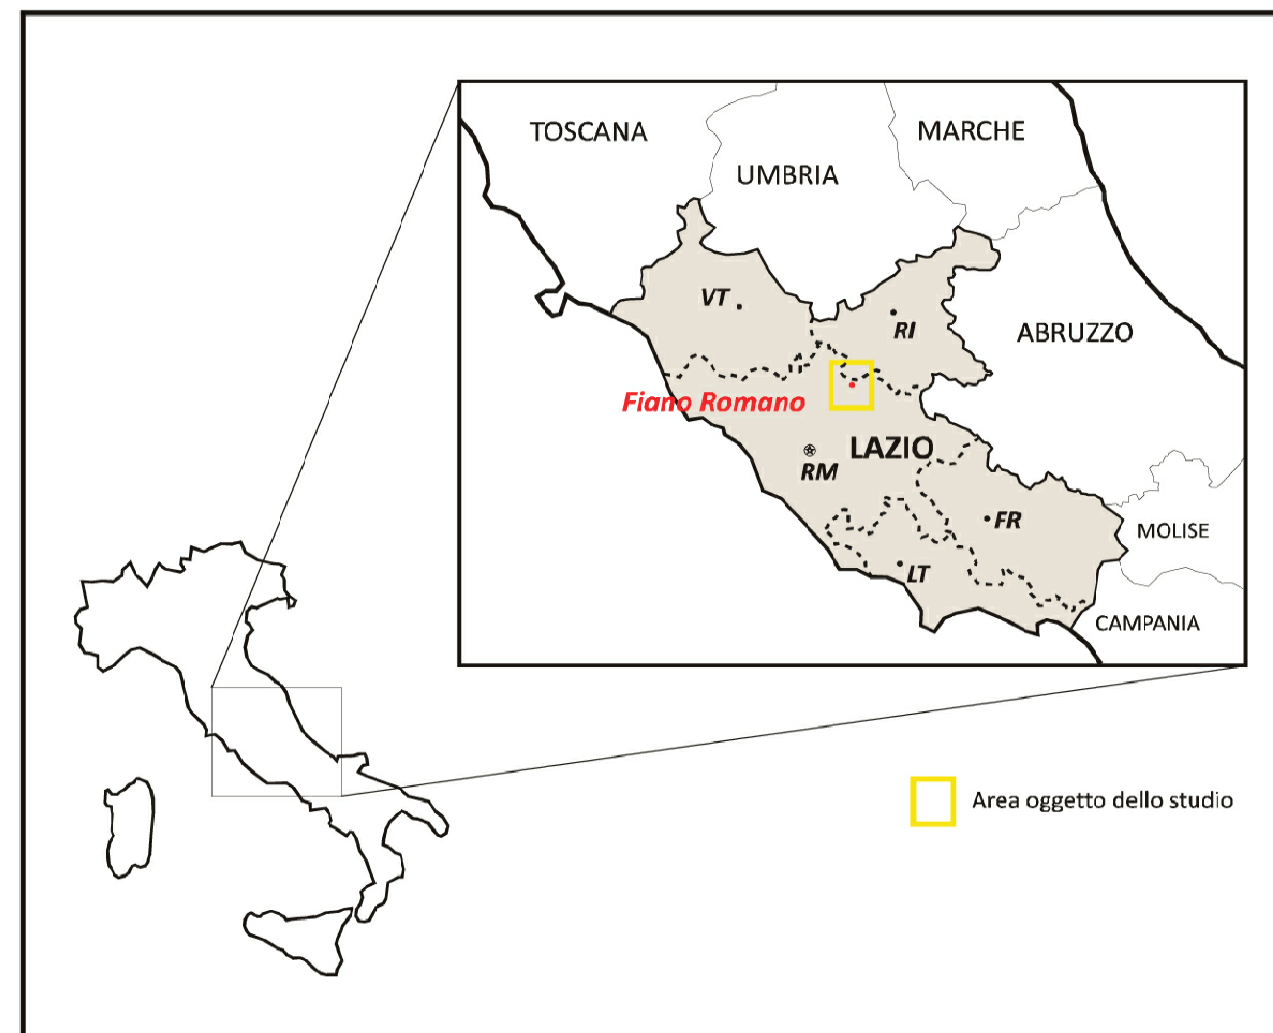 TOSCANA
MARCHE
UMBRIA
VT
RI
ABRUZZO
Fiano Romano
LAZIO
RM
FR
MOLISE
LT
CAMPANIA
Area oggetto dello studio